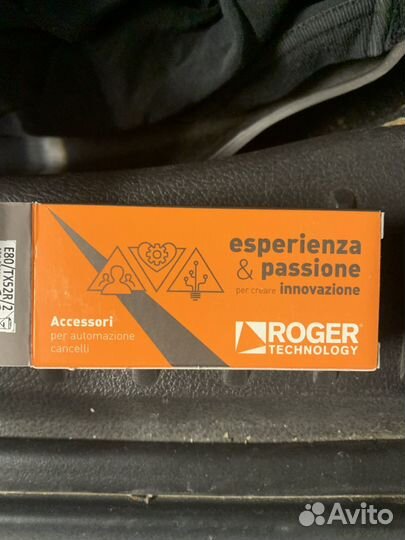 esperienza
& passione
per creare innovazione
Accessori
per automazione
cancelli
ROGER
TECHNOLOGY
E80/TX52R/2
Avito